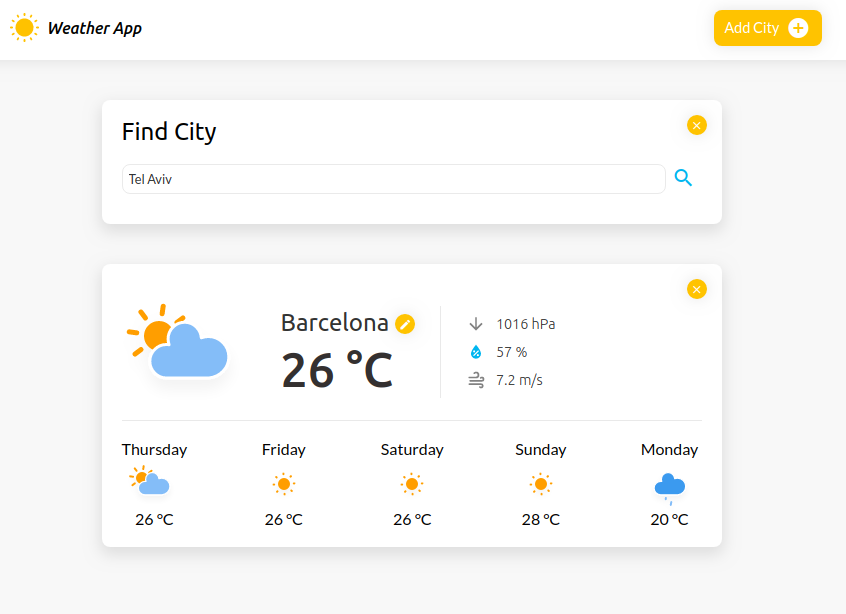 Weather App
Add City
Find City
Tel Aviv
Barcelona
26 °C
1016 hPa
57 %
7.2 m/s
Thursday Friday Saturday Sunday Monday
26 °C 26 °C 26 °C 28 °C 20 °C